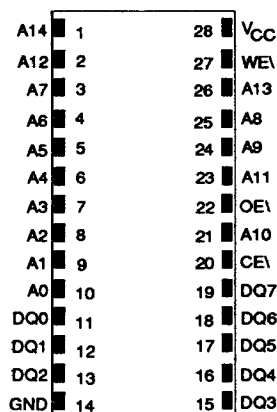 A14 1 28 VCC
A12 2 27 WE\
A7 3 26 A13
A6 4 25 A8
A5 5 24 A9
A4 6 23 A11
A3 7 22 OE\
A2 8 21 A10
A1 9 20 CE\
A0 10 19 DQ7
DQ0 11 18 DQ6
DQ1 12 17 DQ5
DQ2 13 16 DQ4
GND 14 15 DQ3